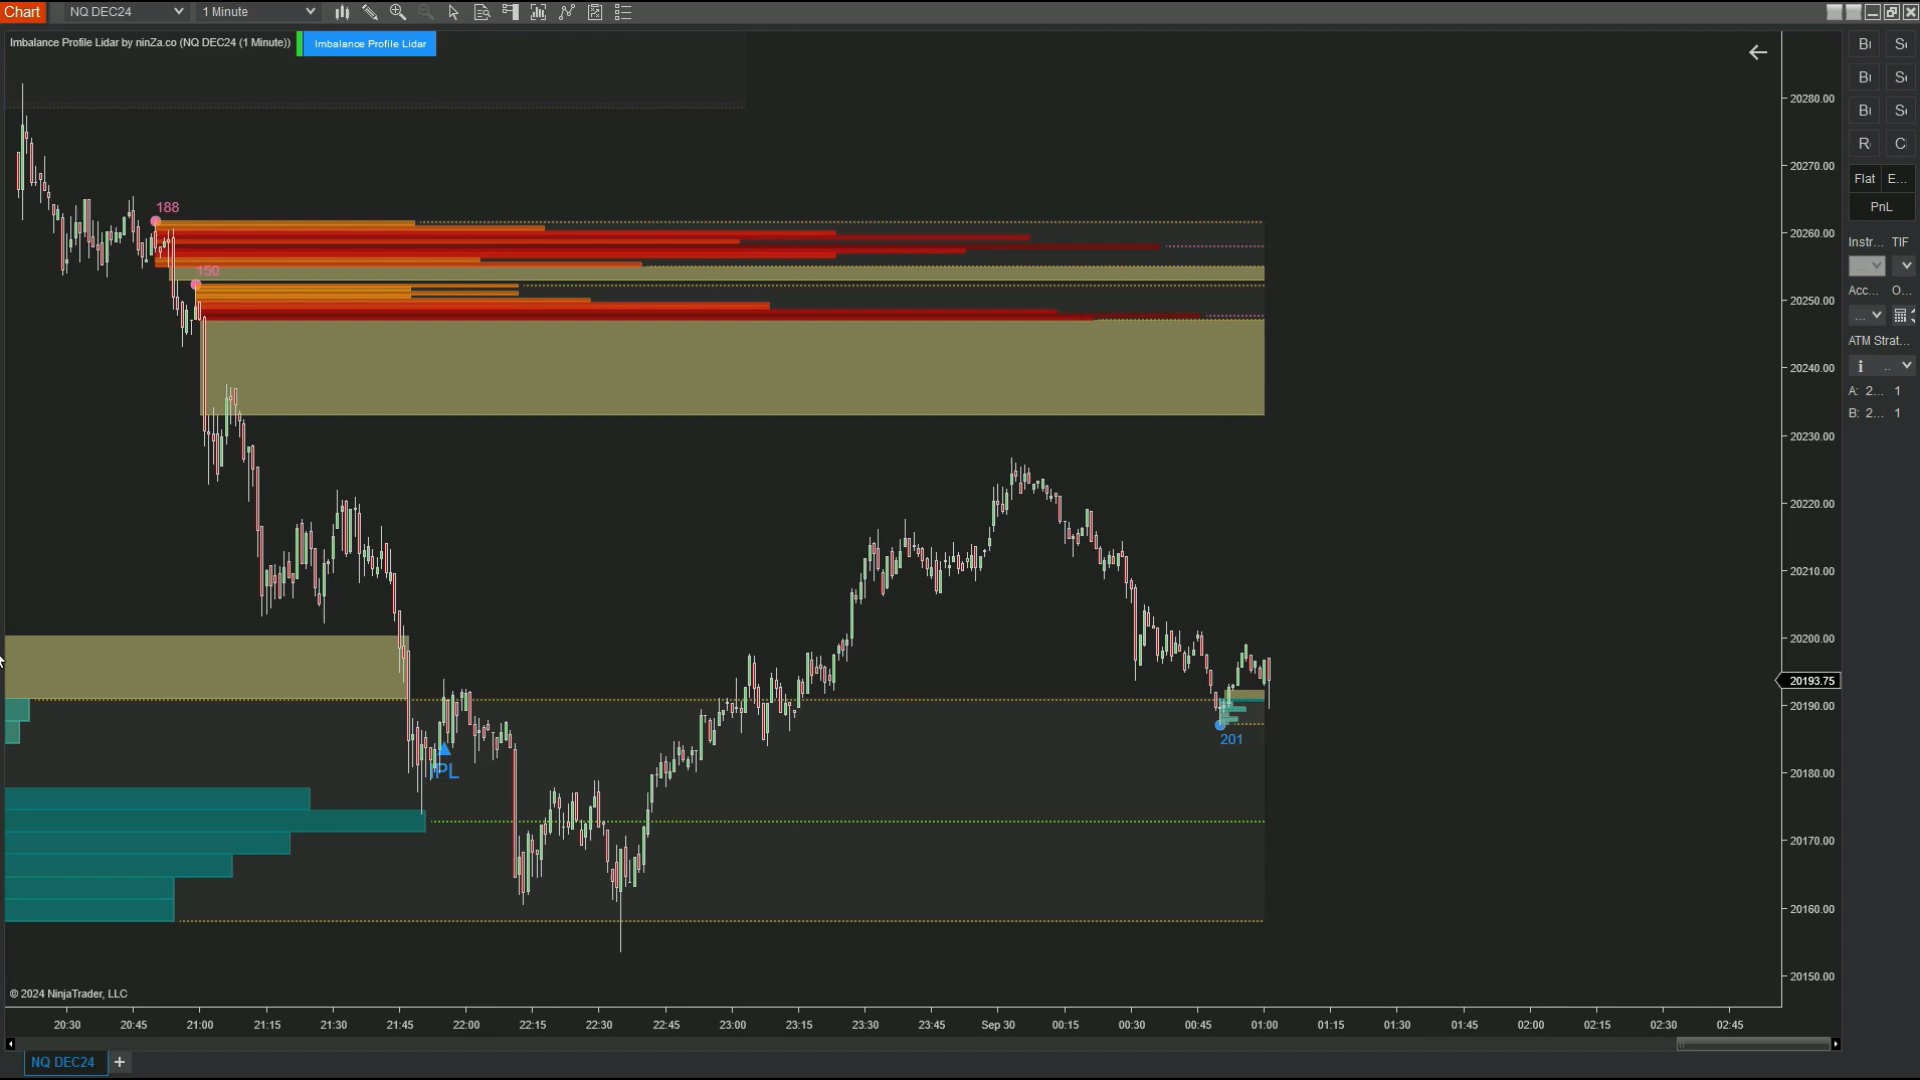 Chart NQ DEC24 1 Minute
Imbalance Profile Lidar by ninZa.co (NQ DEC24 (1 Minute)) Imbalance Profile Lidar
188
150
IPL
201
20280.00
20270.00
20260.00
20250.00
20240.00
20230.00
20220.00
20210.00
20200.00
20193.75
20190.00
20180.00
20170.00
20160.00
20150.00
Flat E...
PnL
Instr... TIF
...
Acc... O...
...
ATM Strat...
i ..
A: 2... 1
B: 2... 1
© 2024 NinjaTrader, LLC
20:30 20:45 21:00 21:15 21:30 21:45 22:00 22:15 22:30 22:45 23:00 23:15 23:30 23:45 Sep 30 00:15 00:30 00:45 01:00 01:15 01:30 01:45 02:00 02:15 02:30 02:45
NQ DEC24 +